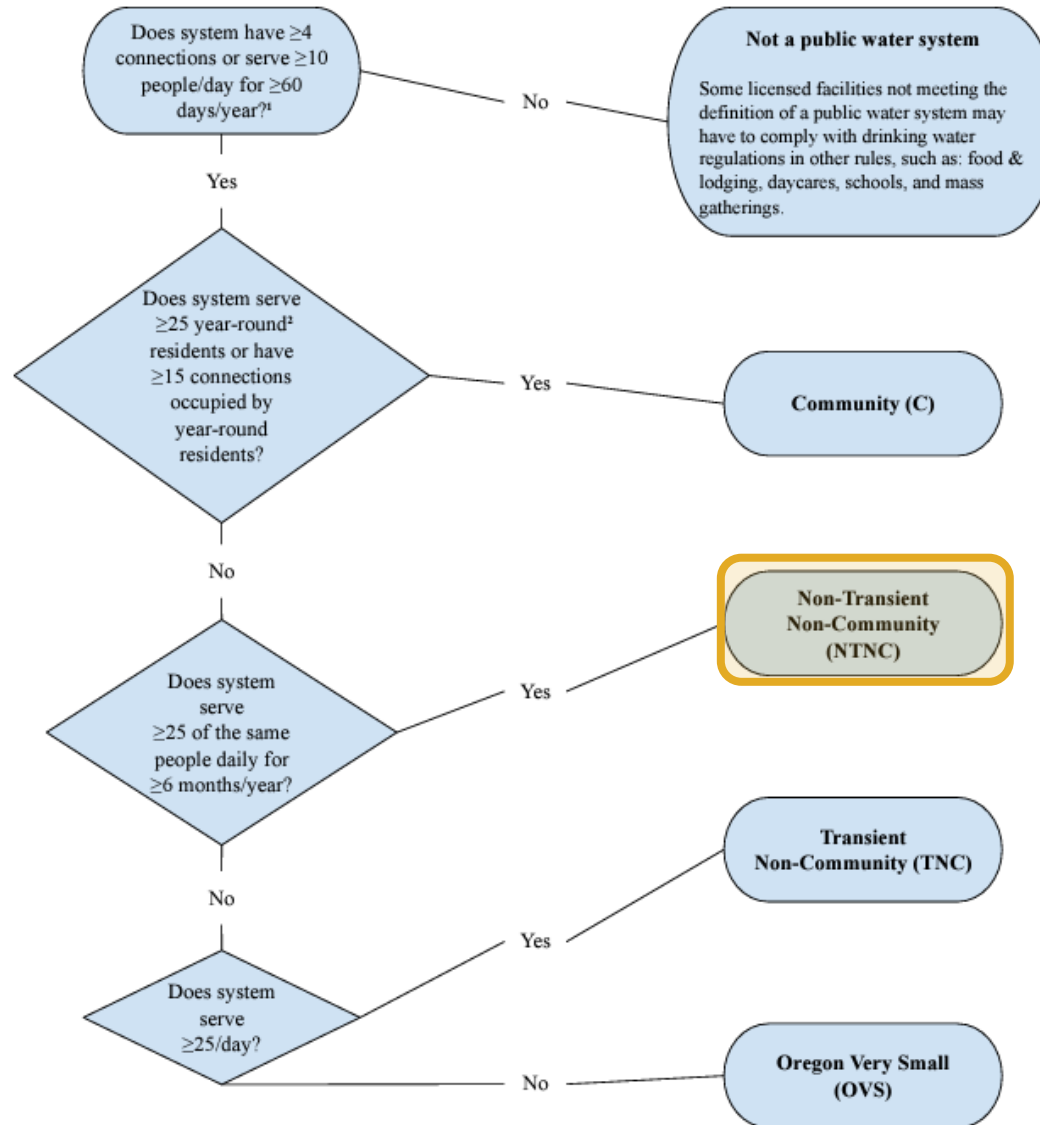 Does system have ≥4
connections or serve ≥10
people/day for ≥60
days/year?¹
No
Not a public water system
Some licensed facilities not meeting the
definition of a public water system may
have to comply with drinking water
regulations in other rules, such as: food &
lodging, daycares, schools, and mass
gatherings.
Yes
Does system serve
≥25 year-round²
residents or have
≥15 connections
occupied by
year-round
residents?
Yes
Community (C)
No
Does system
serve
≥25 of the same
people daily for
≥6 months/year?
Yes
Non-Transient
Non-Community
(NTNC)
No
Does system
serve
≥25/day?
Yes
Transient
Non-Community (TNC)
No
Oregon Very Small
(OVS)